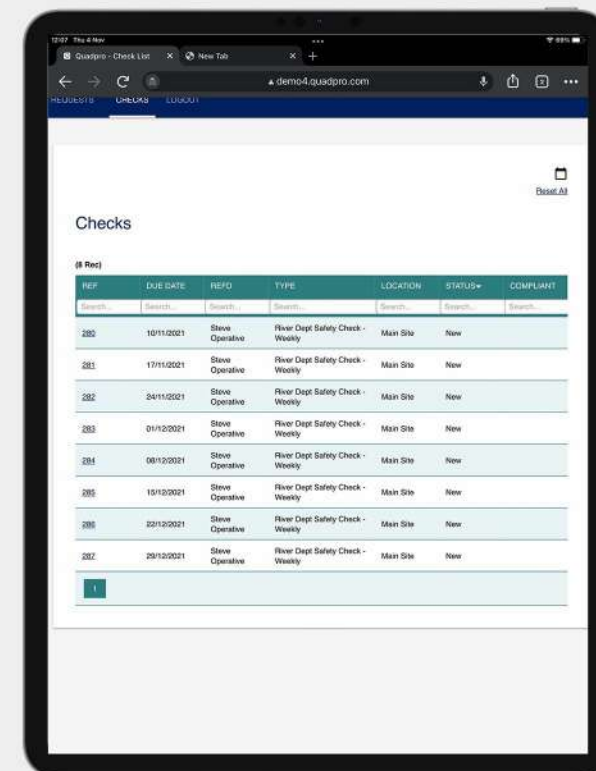 12:07 Thu 4 Nov
Quadpro - Check List × New Tab × +
demo4.quadpro.com
REQUESTS CHECKS LOGOUT
Reset All
Checks
(8 Rec)
REF DUE DATE REFD TYPE LOCATION STATUS COMPLIANT
Search... Search... Search... Search... Search... Search... Search...
280 10/11/2021 Steve Operative River Dept Safety Check - Weekly Main Site New
281 17/11/2021 Steve Operative River Dept Safety Check - Weekly Main Site New
282 24/11/2021 Steve Operative River Dept Safety Check - Weekly Main Site New
283 01/12/2021 Steve Operative River Dept Safety Check - Weekly Main Site New
284 08/12/2021 Steve Operative River Dept Safety Check - Weekly Main Site New
285 15/12/2021 Steve Operative River Dept Safety Check - Weekly Main Site New
286 22/12/2021 Steve Operative River Dept Safety Check - Weekly Main Site New
287 29/12/2021 Steve Operative River Dept Safety Check - Weekly Main Site New
1